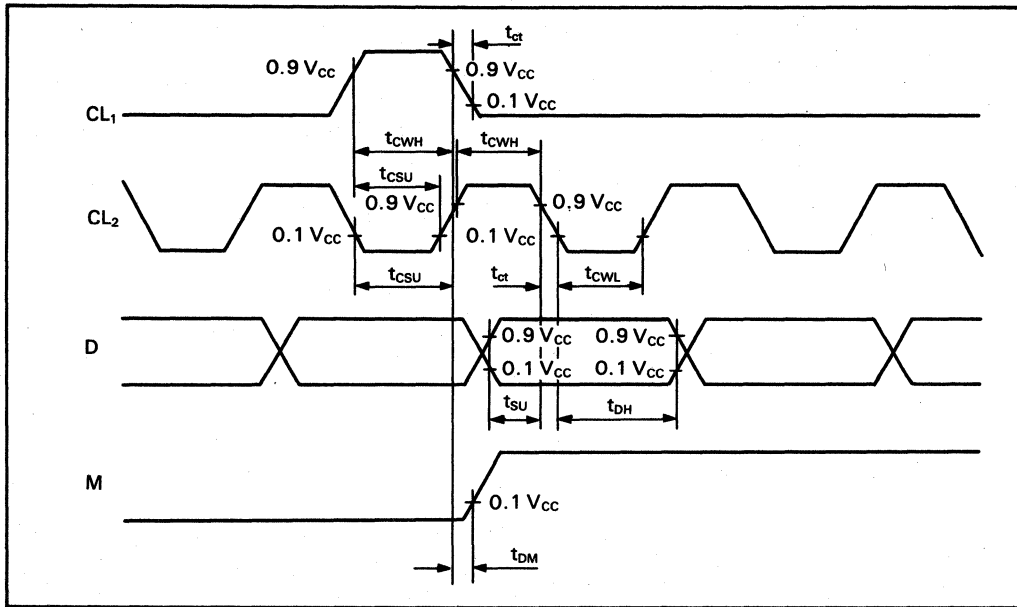 t_ct
0.9 V_CC
0.9 V_CC
0.1 V_CC
CL₁
t_CWH
t_CWH
t_CSU
0.9 V_CC
0.9 V_CC
CL₂
0.1 V_CC
0.1 V_CC
t_CSU
t_ct
t_CWL
D
0.9 V_CC
0.9 V_CC
0.1 V_CC
0.1 V_CC
t_SU
t_DH
M
0.1 V_CC
t_DM